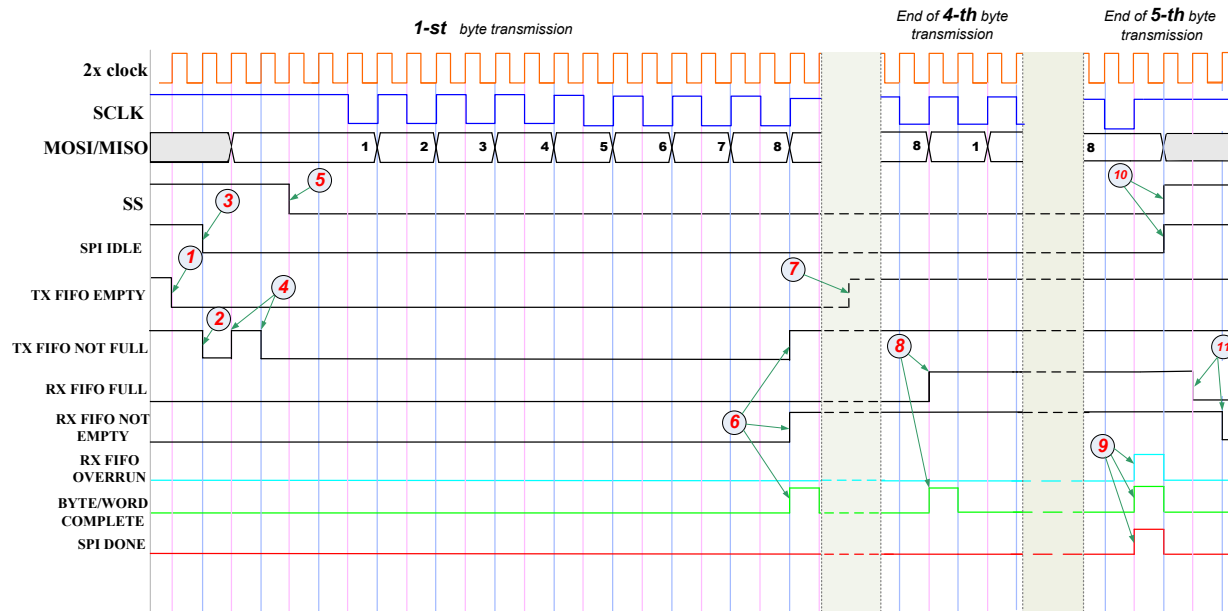 1-st byte transmission
End of 4-th byte
transmission
End of 5-th byte
transmission
2x clock
SCLK
MOSI/MISO
1
2
3
4
5
6
7
8
8
1
8
SS
5
10
3
SPI IDLE
1
TX FIFO EMPTY
4
7
2
TX FIFO NOT FULL
8
11
RX FIFO FULL
RX FIFO NOT
EMPTY
6
9
RX FIFO
OVERRUN
BYTE/WORD
COMPLETE
SPI DONE